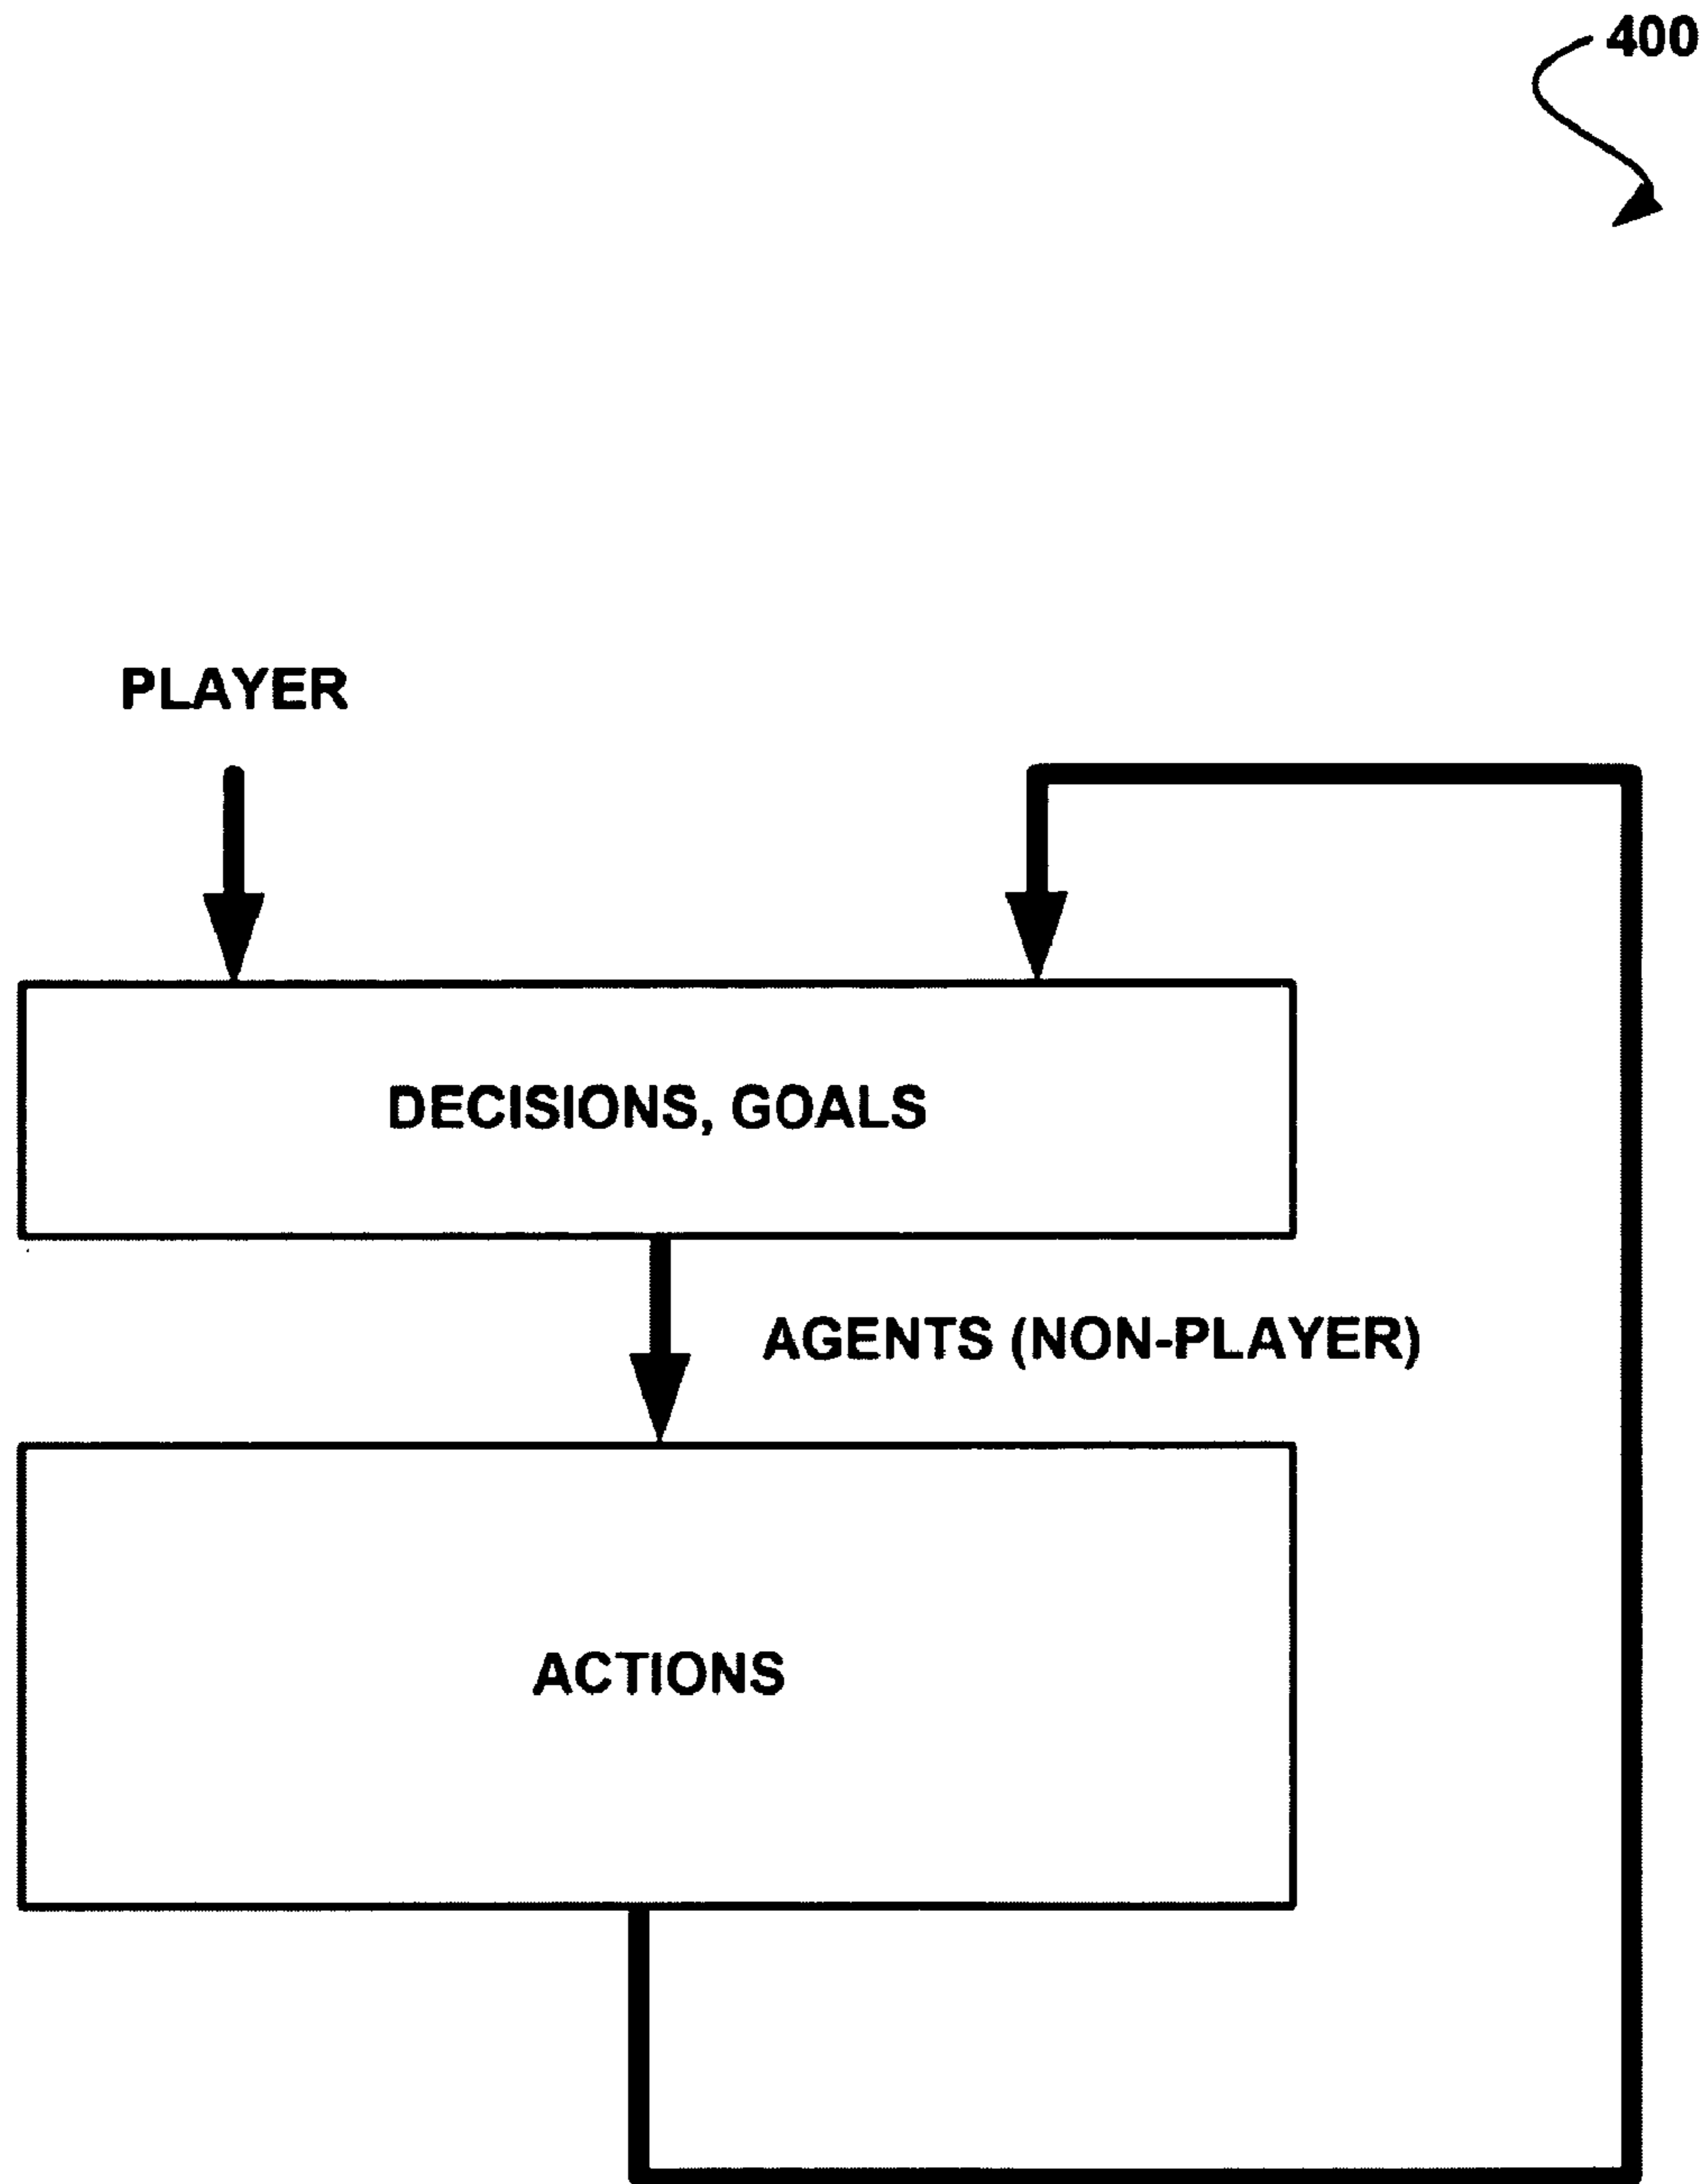 400
PLAYER
DECISIONS, GOALS
AGENTS (NON-PLAYER)
ACTIONS